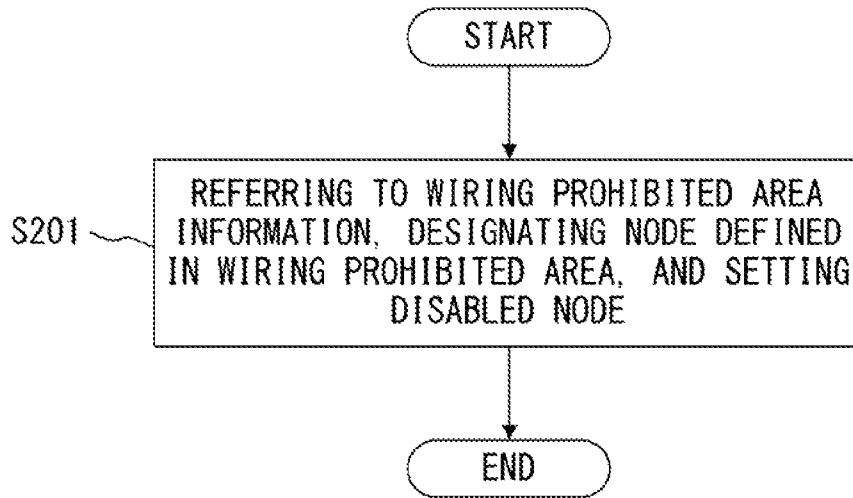 START
S201
REFERRING TO WIRING PROHIBITED AREA
INFORMATION, DESIGNATING NODE DEFINED
IN WIRING PROHIBITED AREA, AND SETTING
DISABLED NODE
END